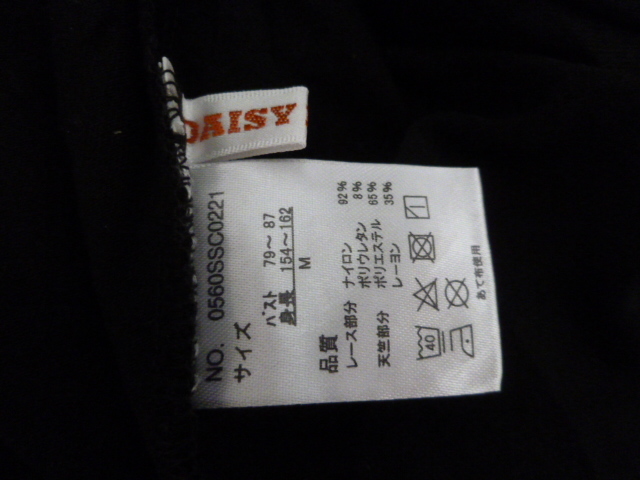 DAISY
NO. 0560SSC0221
サイズ
バスト 79～87
身長 154～162
M
品質
レース部分 ナイロン 92%
ポリウレタン 8%
天竺部分 ポリエステル 65%
レーヨン 35%
40
あて布使用